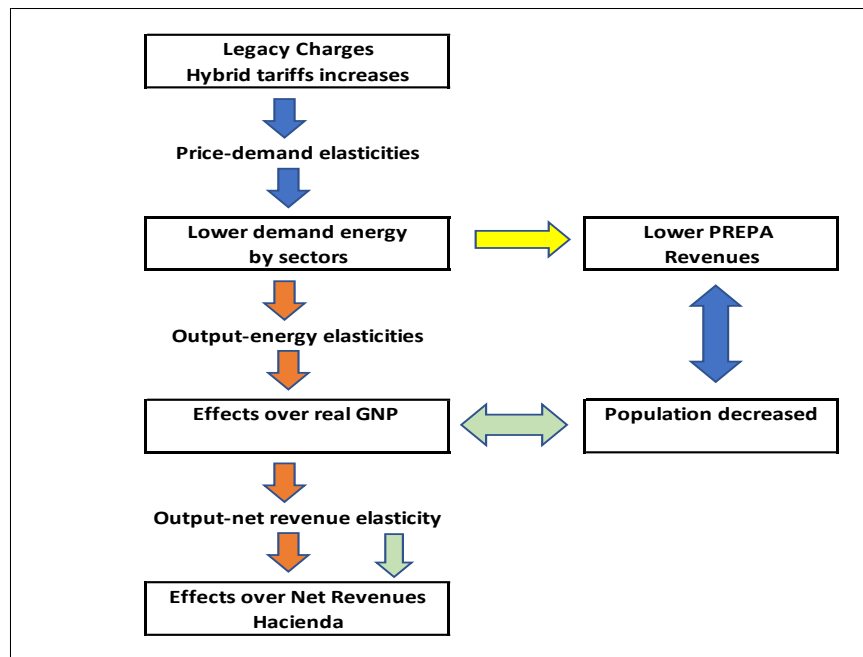 Legacy Charges
Hybrid tariffs increases
Price-demand elasticities
Lower demand energy
by sectors
Lower PREPA
Revenues
Output-energy elasticities
Effects over real GNP
Population decreased
Output-net revenue elasticity
Effects over Net Revenues
Hacienda